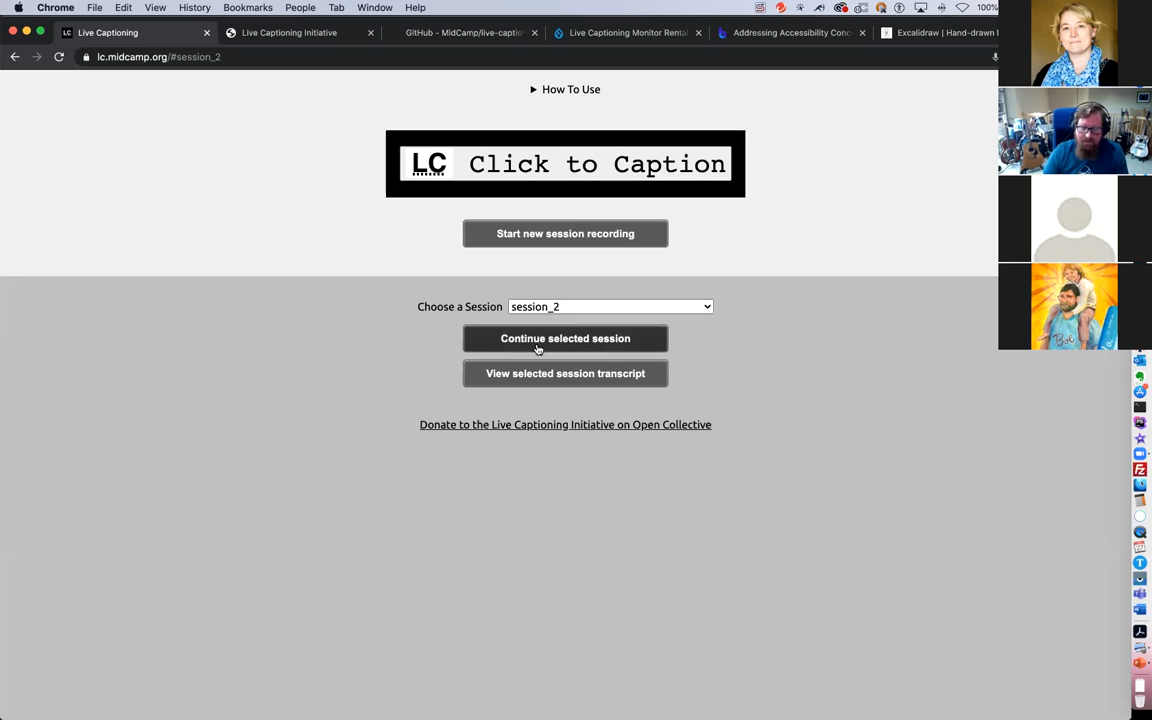 Chrome File Edit View History Bookmarks People Tab Window Help 100%
LC Live Captioning
Live Captioning Initiative
GitHub - MidCamp/live-captio
Live Captioning Monitor Rental
Addressing Accessibility Conc
Excalidraw | Hand-drawn l
lc.midcamp.org/#session_2
▶ How To Use
LC Click to Caption
Start new session recording
Choose a Session session_2
Continue selected session
View selected session transcript
Donate to the Live Captioning Initiative on Open Collective